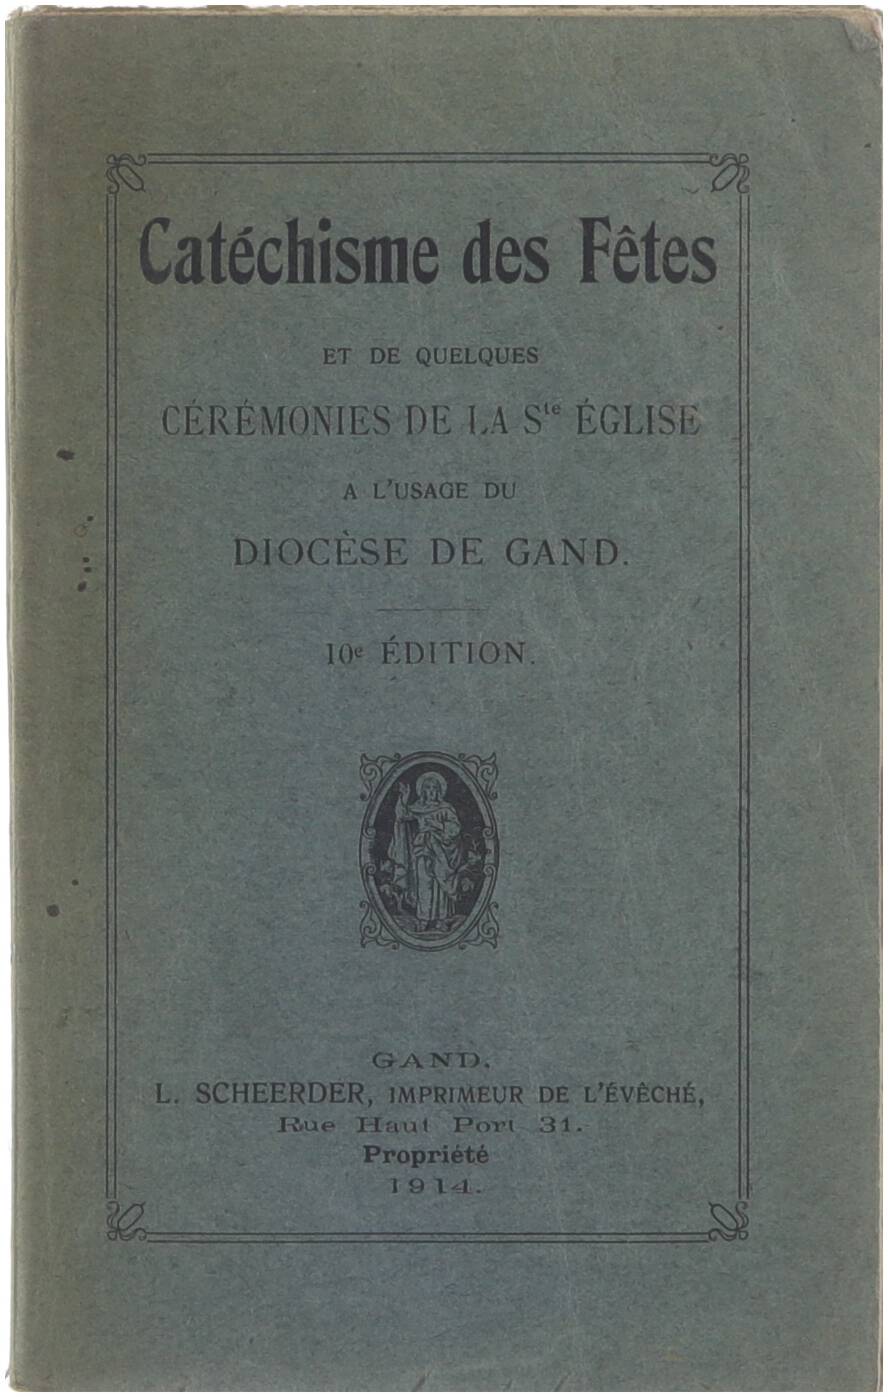 Catéchisme des Fêtes
ET DE QUELQUES
CÉRÉMONIES DE LA Ste ÉGLISE
A L'USAGE DU
DIOCÈSE DE GAND.
10e ÉDITION.
GAND.
L. SCHEERDER, IMPRIMEUR DE L'ÉVÊCHÉ,
Rue Haut Port 31.
Propriété
1914.